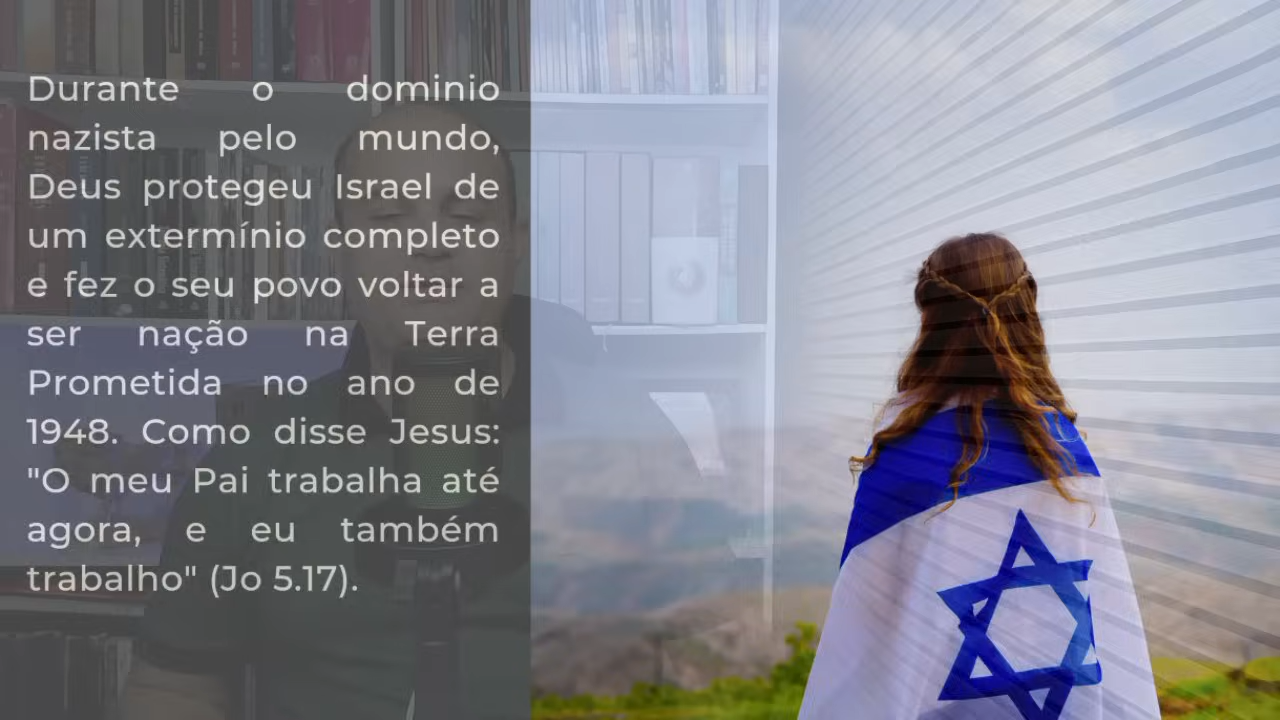 Durante o dominio
nazista pelo mundo,
Deus protegeu Israel de
um extermínio completo
e fez o seu povo voltar a
ser nação na Terra
Prometida no ano de
1948. Como disse Jesus:
"O meu Pai trabalha até
agora, e eu também
trabalho" (Jo 5.17).